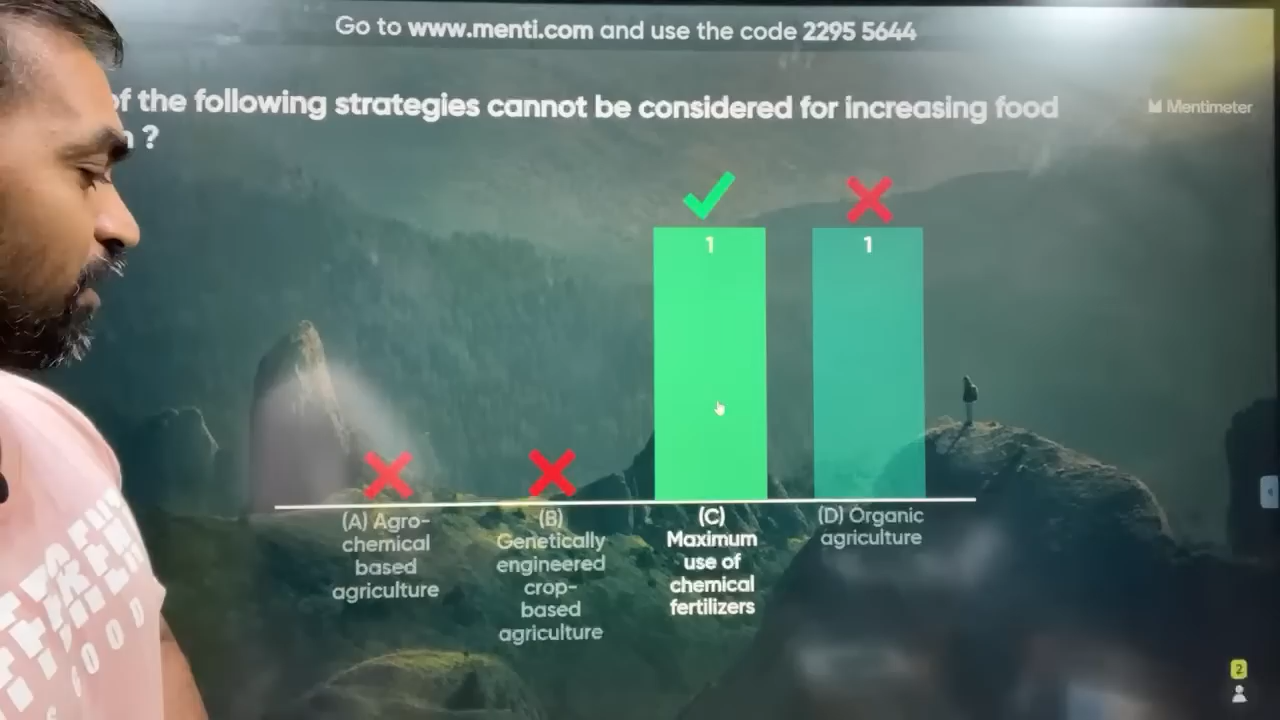 Go to www.menti.com and use the code 2295 5644
of the following strategies cannot be considered for increasing food
?
Mentimeter
1
1
(A) Agro-
chemical
based
agriculture
(B)
Genetically
engineered
crop-
based
agriculture
(C)
Maximum
use of
chemical
fertilizers
(D) Organic
agriculture
2